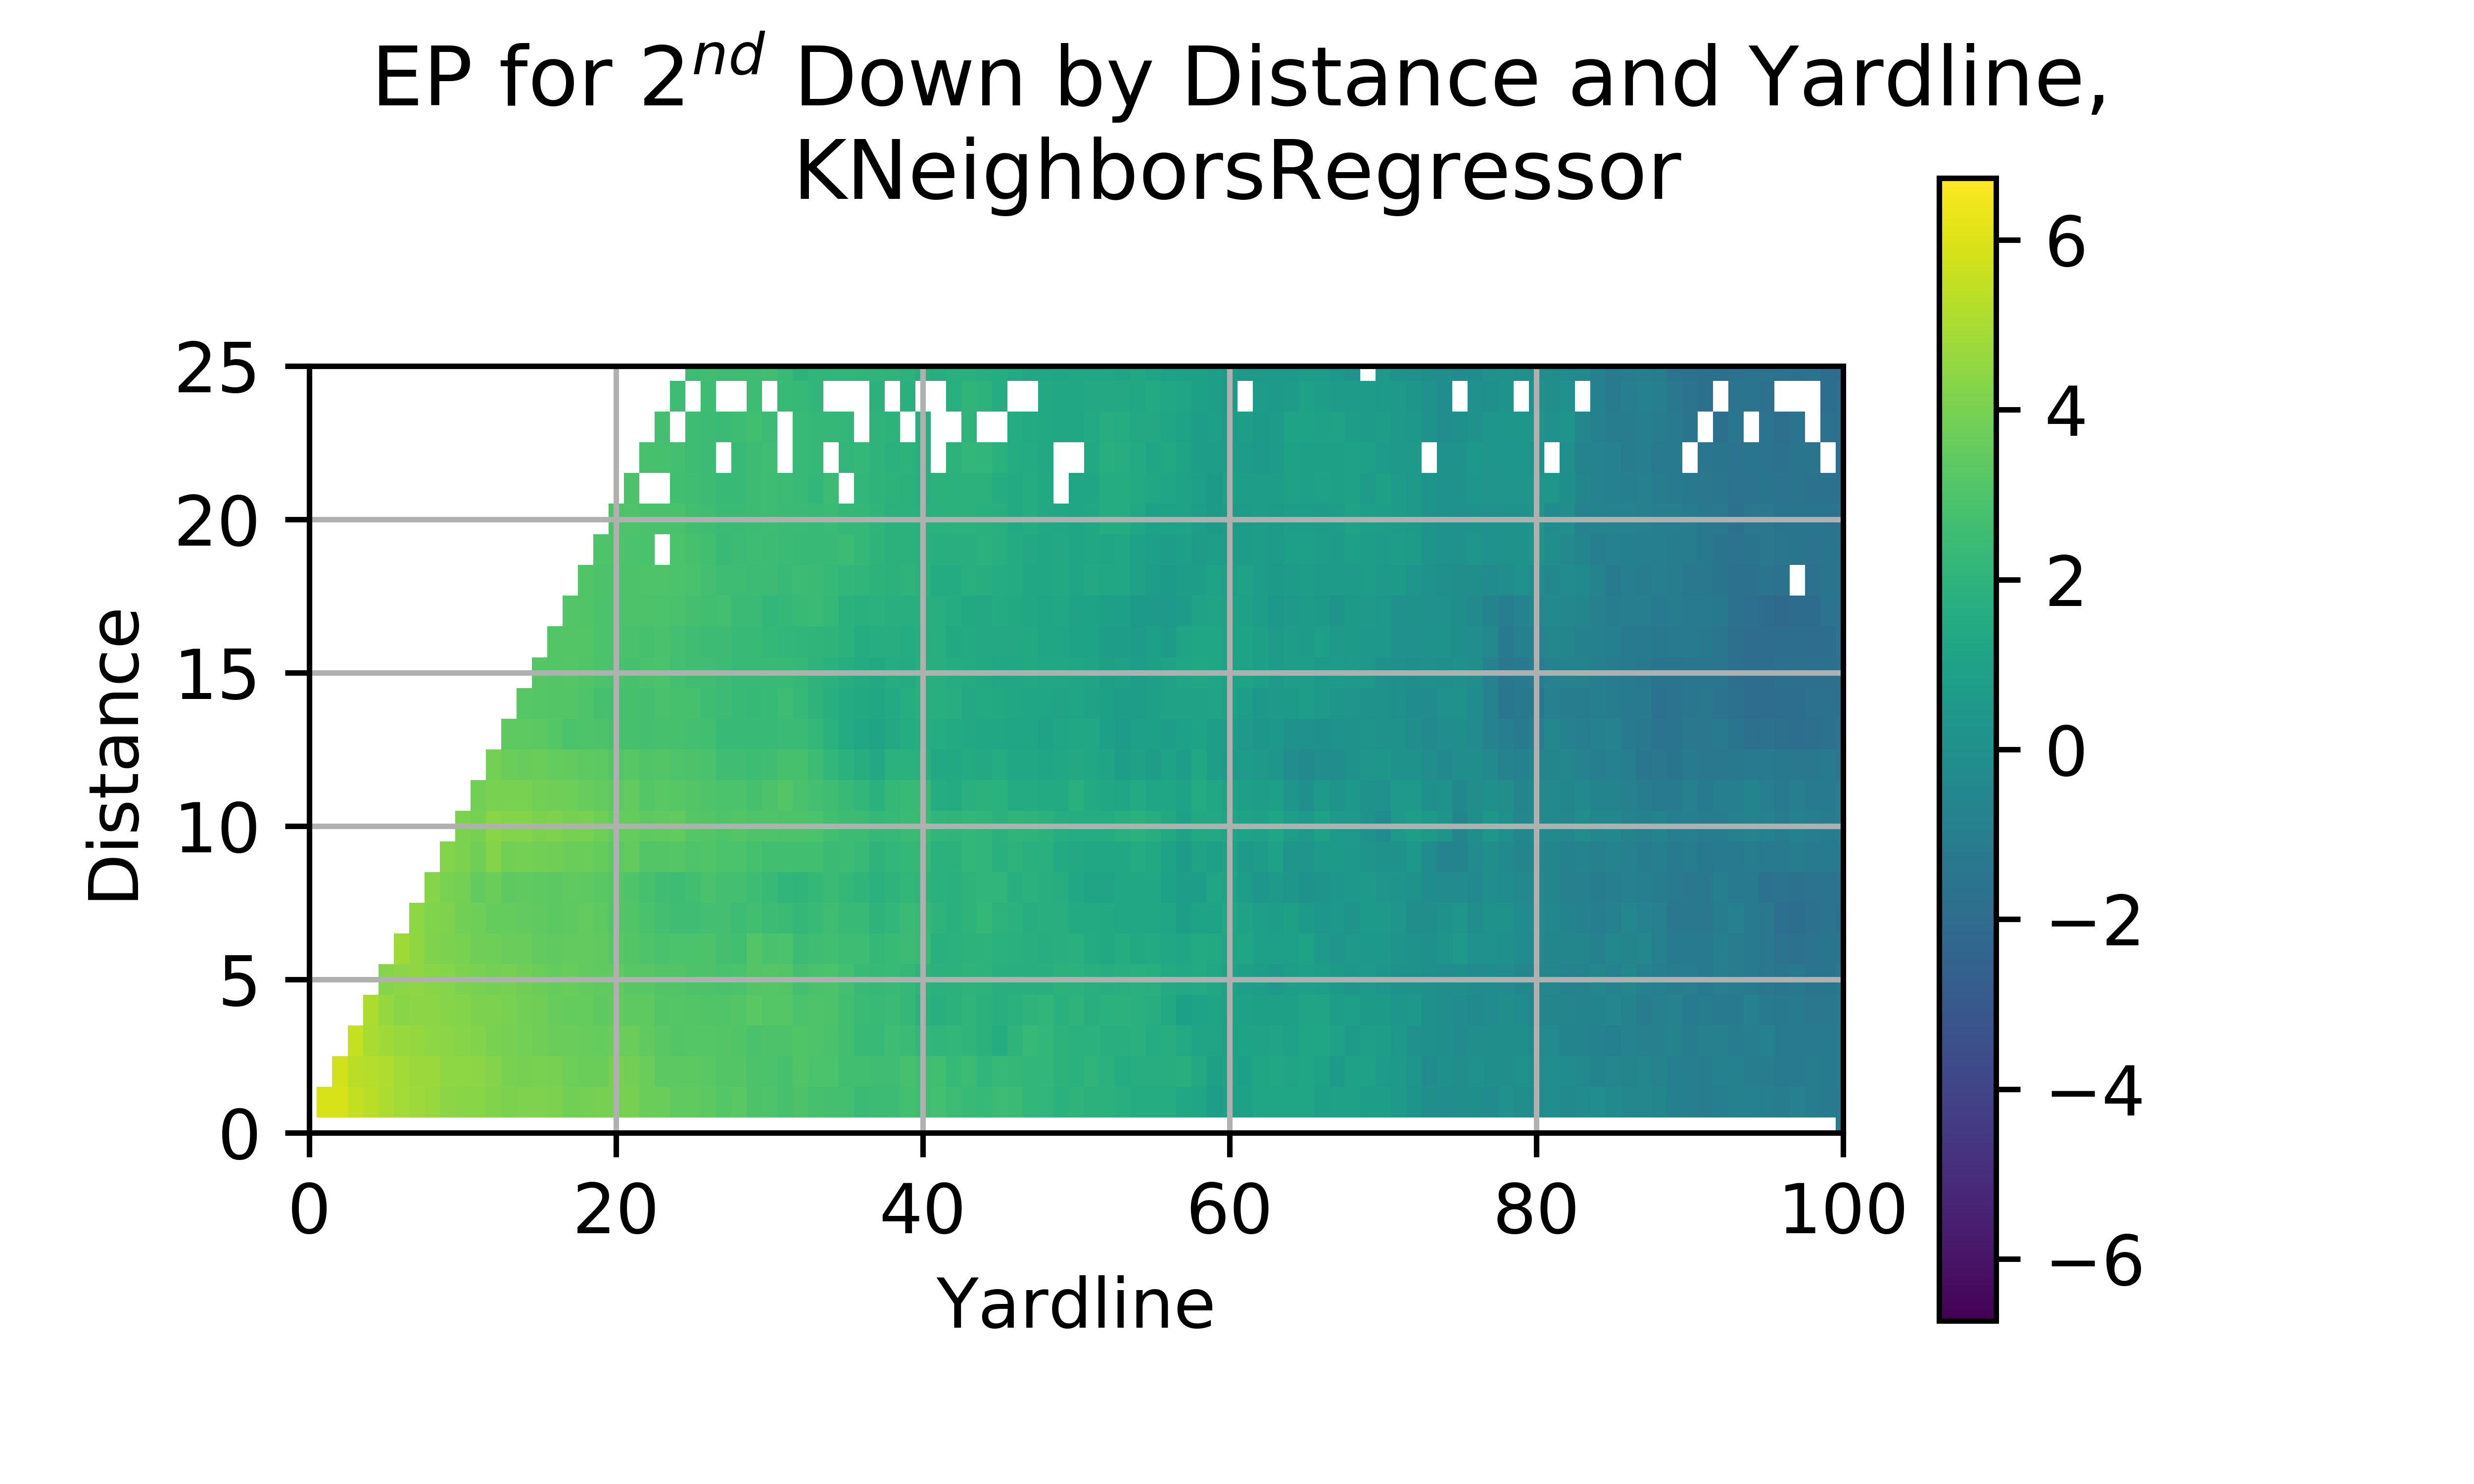 EP for 2nd Down by Distance and Yardline,
KNeighborsRegressor
25
20
15
10
5
0
Distance
0 20 40 60 80 100
Yardline
6
4
2
0
−2
−4
−6